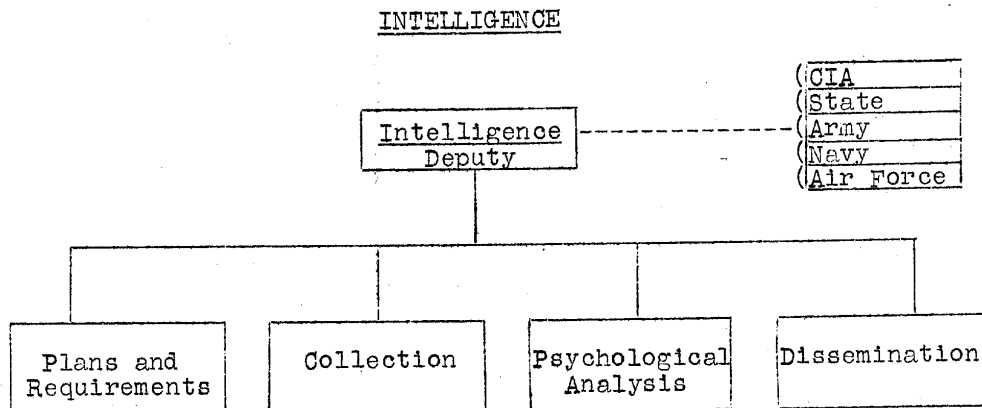 INTELLIGENCE
Intelligence
Deputy
(CIA
(State
(Army
(Navy
(Air Force
Plans and
Requirements
Collection
Psychological
Analysis
Dissemination